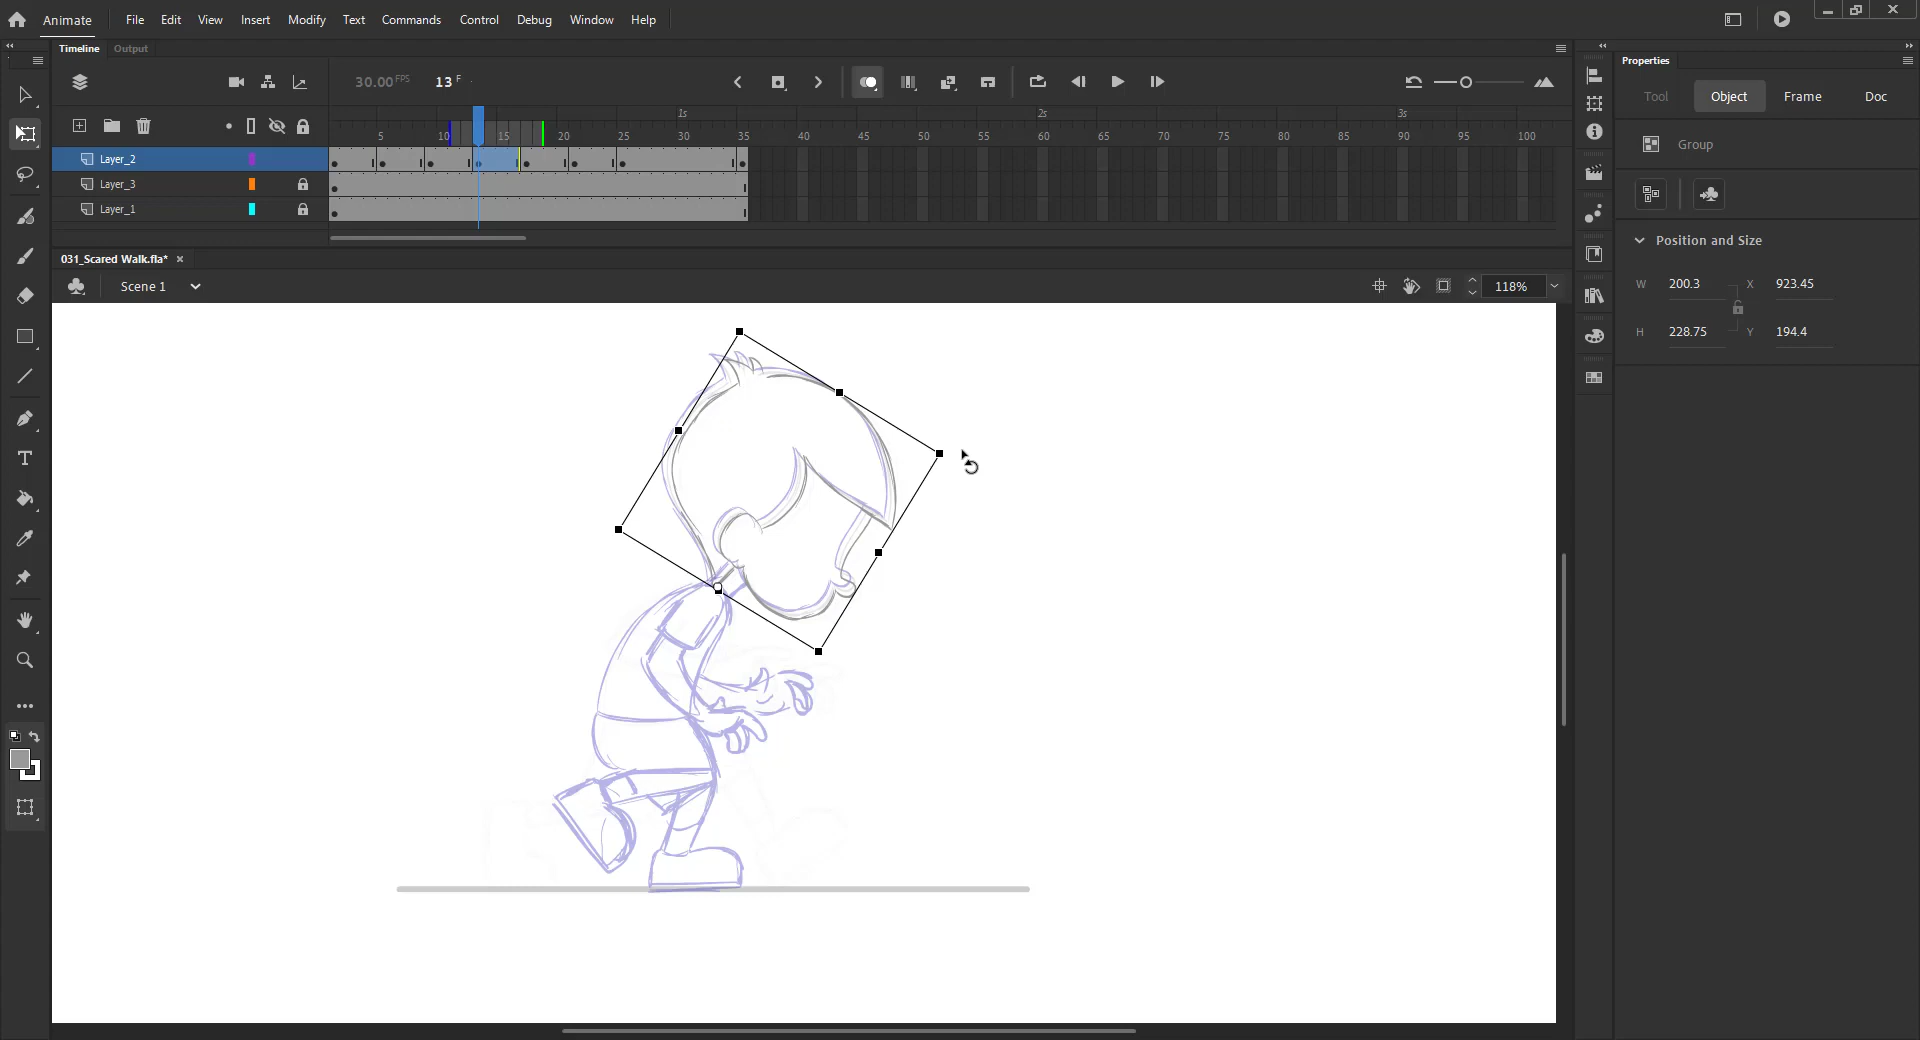 Animate File Edit View Insert Modify Text Commands Control Debug Window Help
Timeline Output
Properties
30.00 FPS 13 F
Tool Object Frame Doc
1s 2s 3s
5 10 15 20 25 30 35 40 45 50 55 60 65 70 75 80 85 90 95 100
Layer_2
Layer_3
Layer_1
Group
Position and Size
031_Scared Walk.fla*
Scene 1
118%
W 200.3 X 923.45
H 228.75 Y 194.4